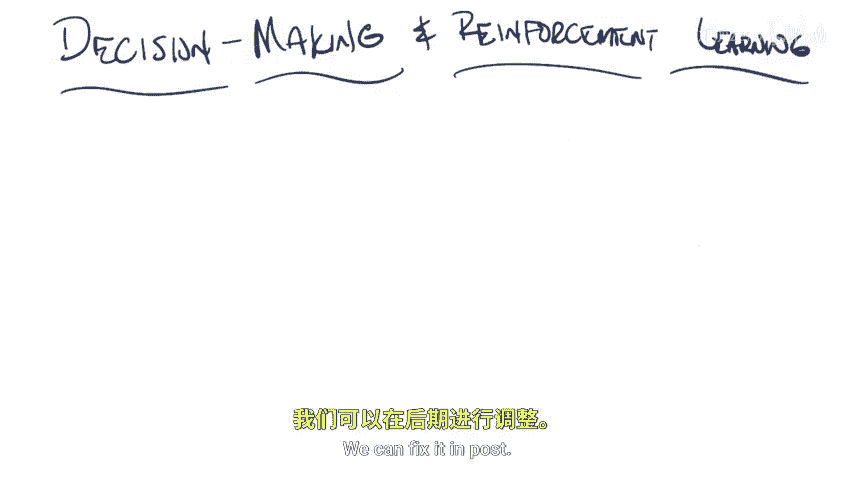 DECISION-MAKING & REINFORCEMENT LEARNING
我们可以在后期进行调整。
We can fix it in post.